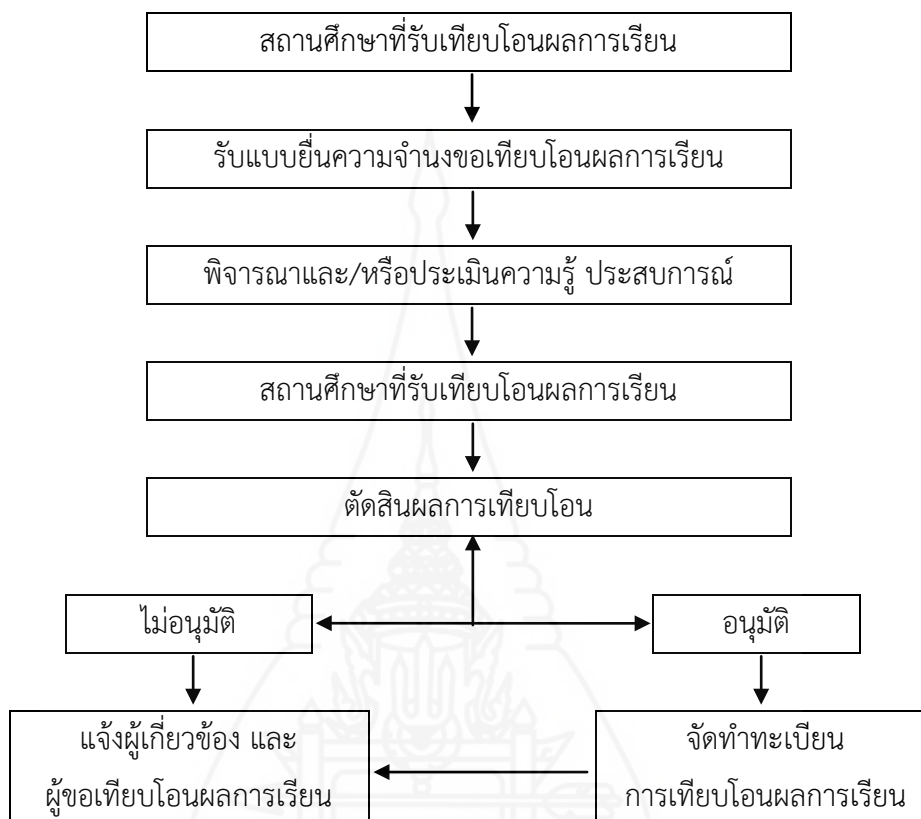 สถานศึกษาที่รับเทียบโอนผลการเรียน
รับแบบยื่นความจำนงขอเทียบโอนผลการเรียน
พิจารณาและ/หรือประเมินความรู้ ประสบการณ์
สถานศึกษาที่รับเทียบโอนผลการเรียน
ตัดสินผลการเทียบโอน
ไม่อนุมัติ
อนุมัติ
แจ้งผู้เกี่ยวข้อง และ
ผู้ขอเทียบโอนผลการเรียน
จัดทำทะเบียน
การเทียบโอนผลการเรียน